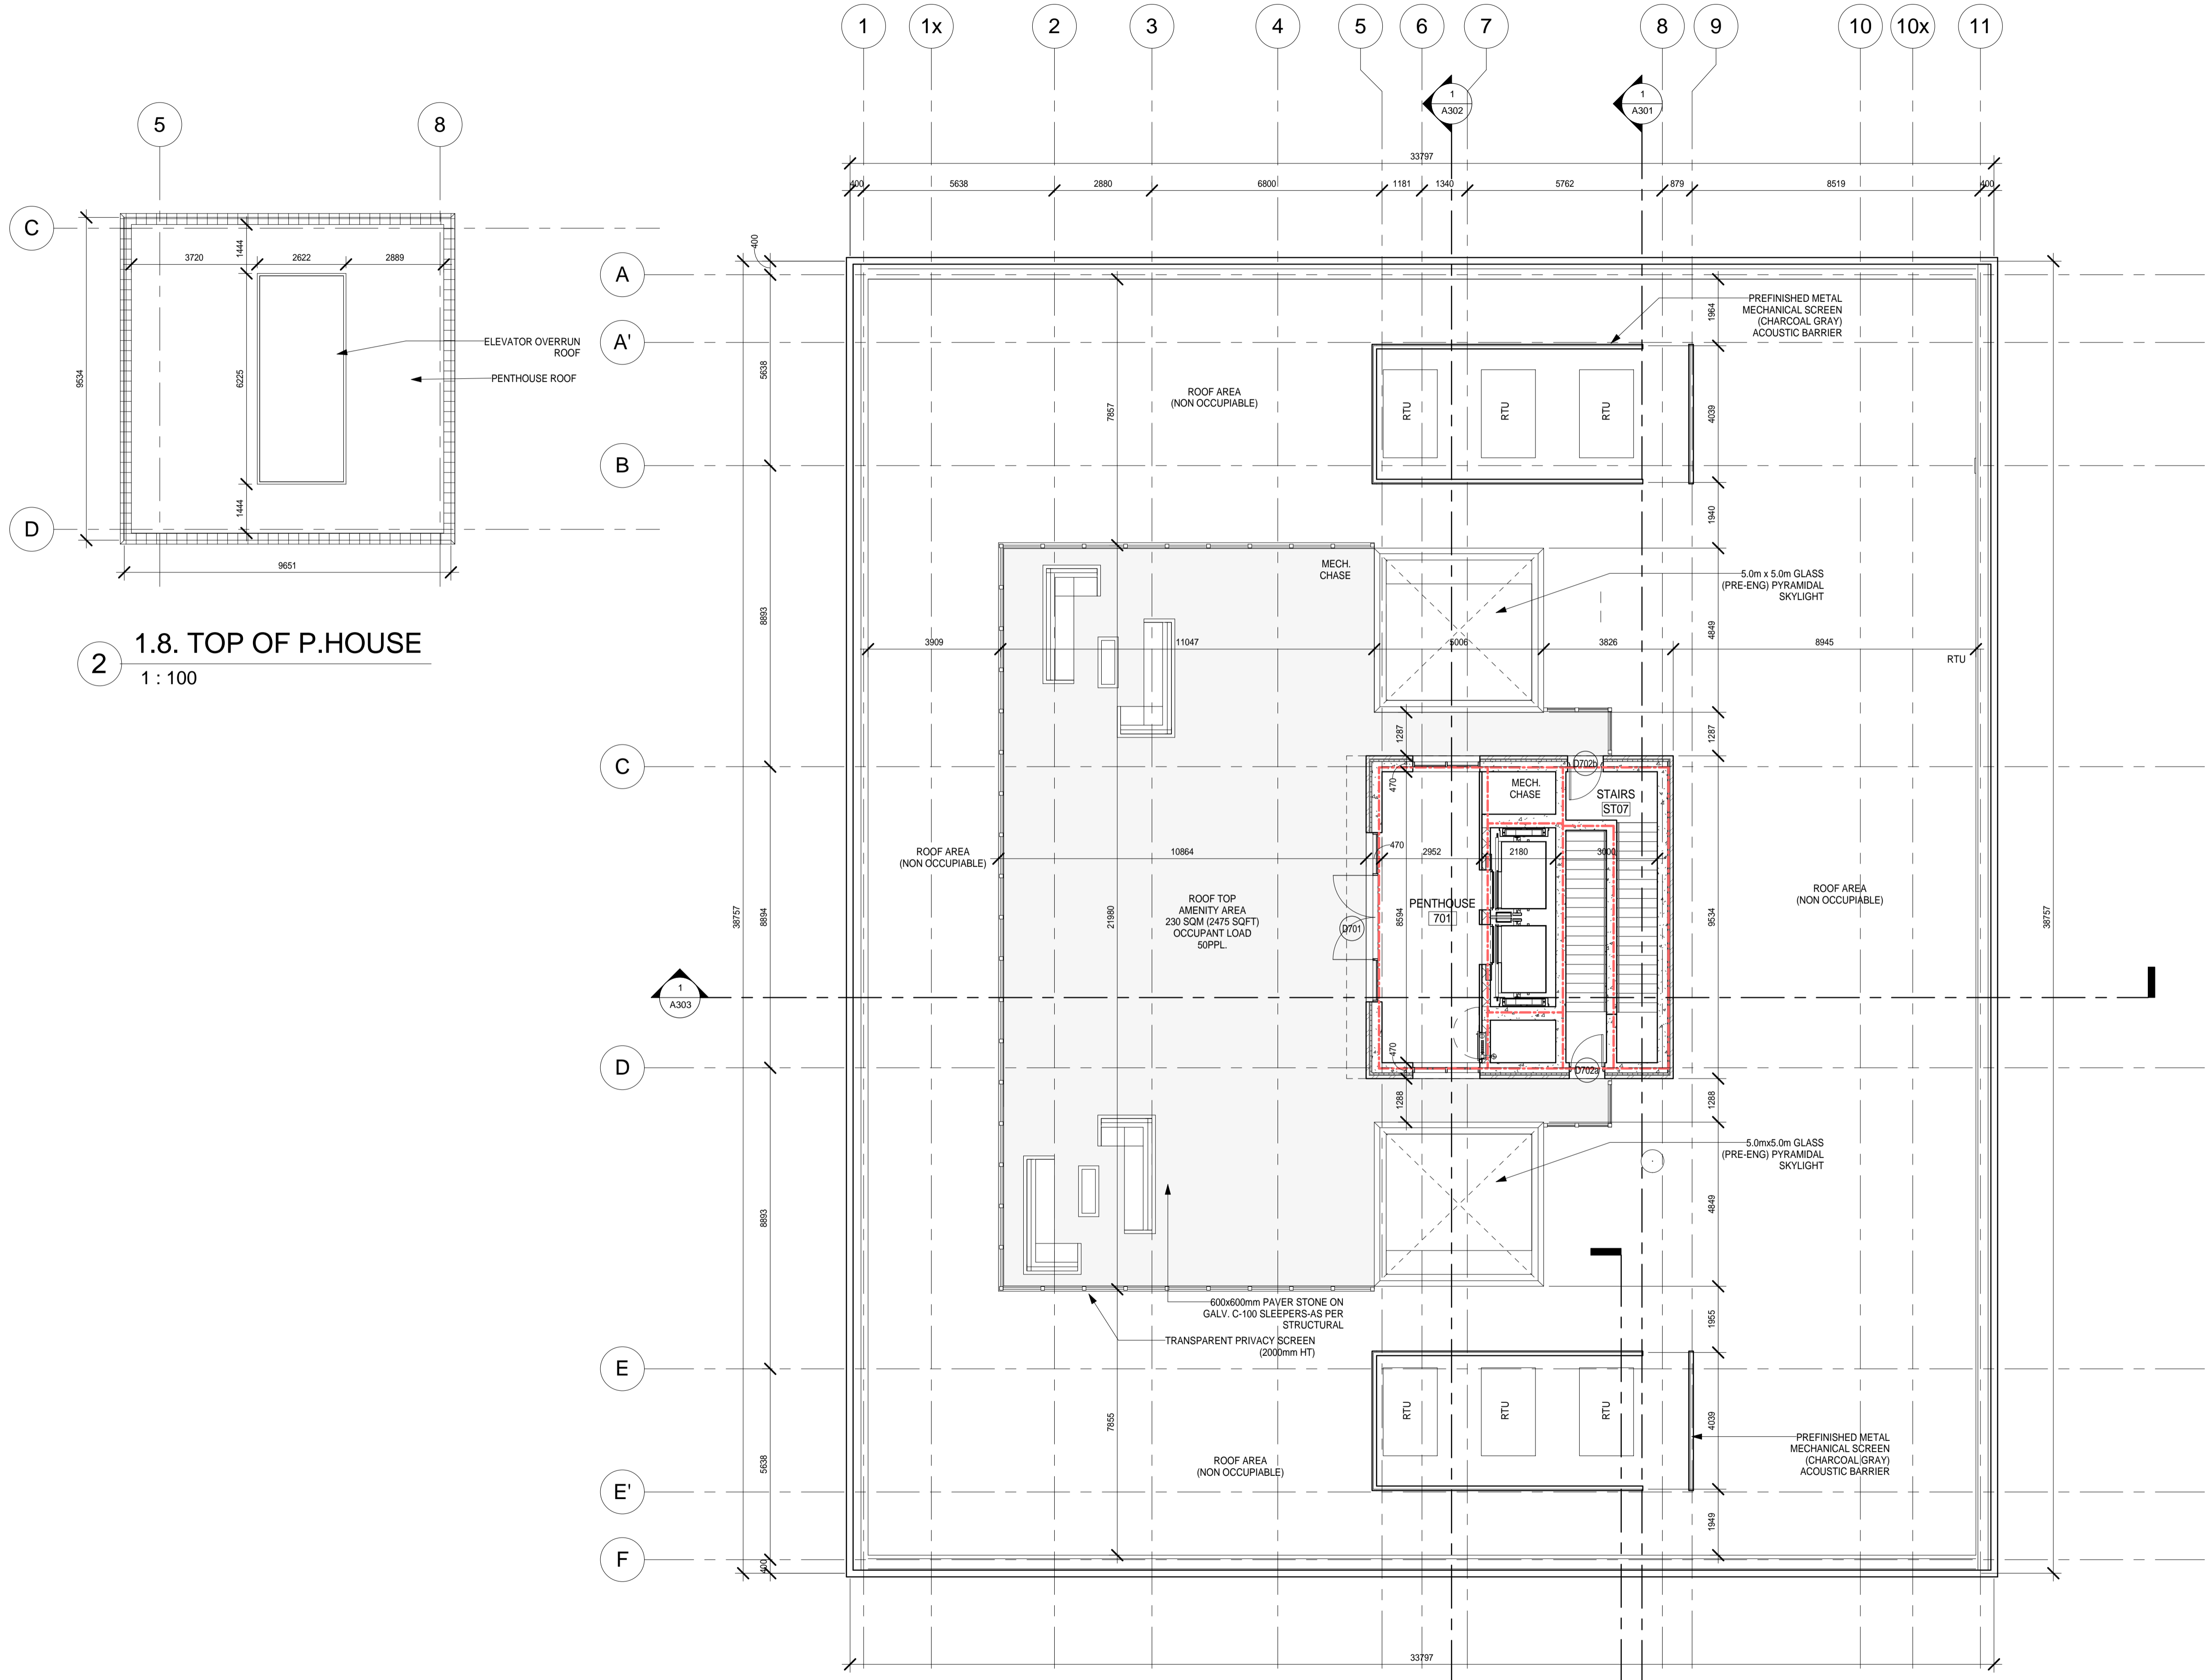 1
1x
2
3
4
5
6
7
8
9
10
10x
11
1
A302
1
A301
5
8
33797
400
5638
2880
6800
1181
1340
5762
879
8519
400
C
D
1444
3720
2622
2889
9534
6225
1444
9651
ELEVATOR OVERRUN
ROOF
PENTHOUSE ROOF
2
1.8. TOP OF P.HOUSE
1 : 100
A
A'
B
C
D
E
E'
F
400
5638
8893
8894
8893
5638
400
38757
38757
7857
21980
7855
PREFINISHED METAL
MECHANICAL SCREEN
(CHARCOAL GRAY)
ACOUSTIC BARRIER
ROOF AREA
(NON OCCUPIABLE)
RTU
RTU
RTU
1964
4039
1940
4849
1287
9534
1288
4849
1955
4039
1949
MECH.
CHASE
5.0m x 5.0m GLASS
(PRE-ENG) PYRAMIDAL
SKYLIGHT
3909
11047
5006
3826
8945
RTU
1287
470
MECH.
CHASE
D702b
STAIRS
ST07
ROOF AREA
(NON OCCUPIABLE)
10864
470
2952
2180
3000
ROOF AREA
(NON OCCUPIABLE)
ROOF TOP
AMENITY AREA
230 SQM (2475 SQFT)
OCCUPANT LOAD
50PPL.
D701
8594
PENTHOUSE
701
1
A303
470
D702a
1288
5.0mx5.0m GLASS
(PRE-ENG) PYRAMIDAL
SKYLIGHT
600x600mm PAVER STONE ON
GALV. C-100 SLEEPERS-AS PER
STRUCTURAL
TRANSPARENT PRIVACY SCREEN
(2000mm HT)
RTU
RTU
RTU
ROOF AREA
(NON OCCUPIABLE)
PREFINISHED METAL
MECHANICAL SCREEN
(CHARCOAL GRAY)
ACOUSTIC BARRIER
33797